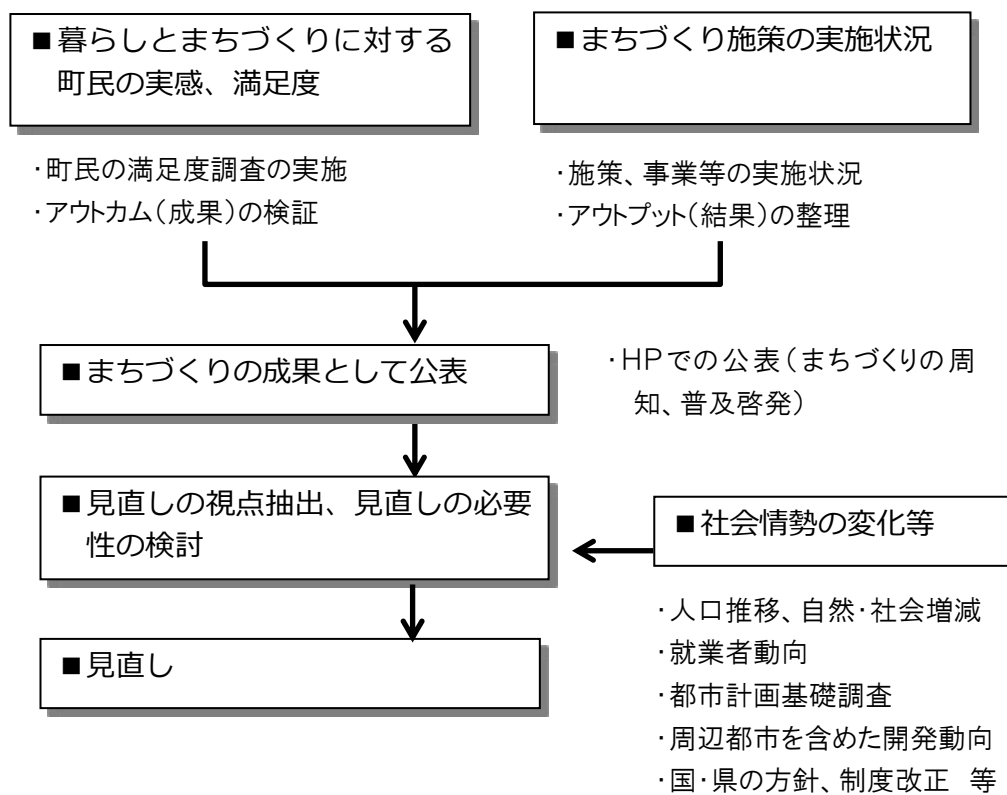 ■暮らしとまちづくりに対する
町民の実感、満足度
■まちづくり施策の実施状況
・町民の満足度調査の実施
・アウトカム（成果）の検証
・施策、事業等の実施状況
・アウトプット（結果）の整理
■まちづくりの成果として公表
・HPでの公表（まちづくりの周
知、普及啓発）
■見直しの視点抽出、見直しの必要
性の検討
■社会情勢の変化等
■見直し
・人口推移、自然・社会増減
・就業者動向
・都市計画基礎調査
・周辺都市を含めた開発動向
・国・県の方針、制度改正 等